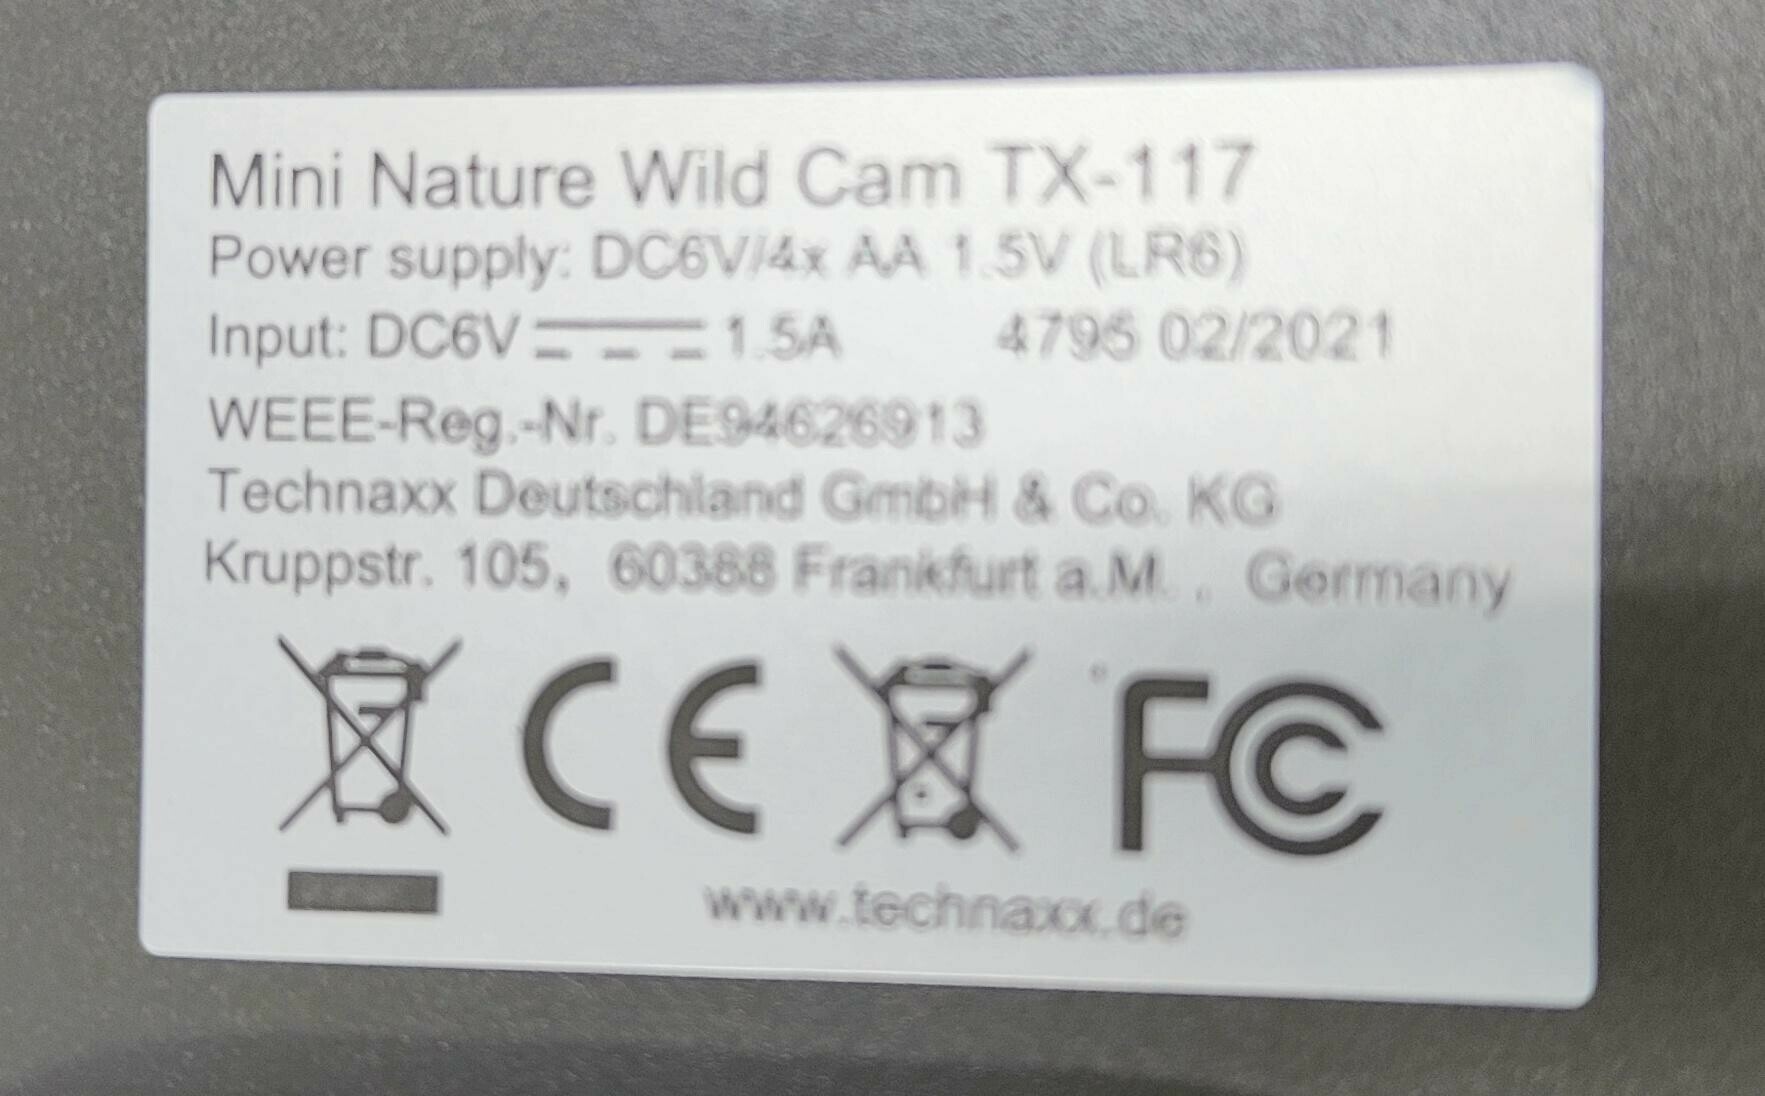 Mini Nature Wild Cam TX-117
Power supply: DC6V/4x AA 1.5V (LR6)
Input: DC6V 1.5A 4795 02/2021
WEEE-Reg.-Nr. DE94626913
Technaxx Deutschland GmbH & Co. KG
Kruppstr. 105, 60388 Frankfurt a.M. , Germany
CE FC
www.technaxx.de